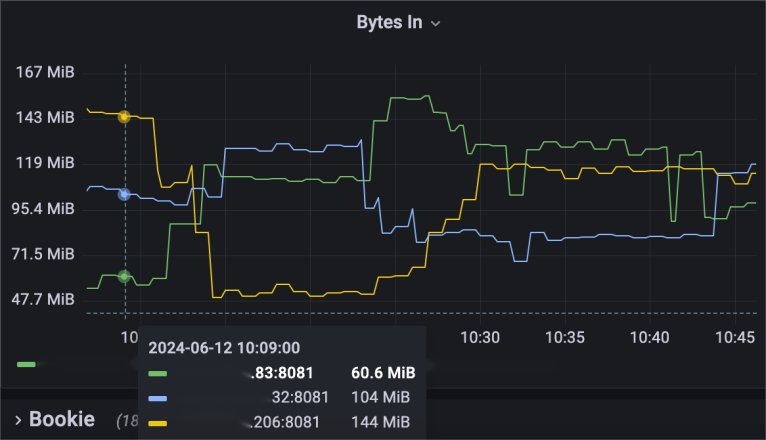 Bytes In
167 MiB
143 MiB
119 MiB
95.4 MiB
71.5 MiB
47.7 MiB
10:30 10:35 10:40 10:45
2024-06-12 10:09:00
.83:8081 60.6 MiB
32:8081 104 MiB
.206:8081 144 MiB
Bookie (18